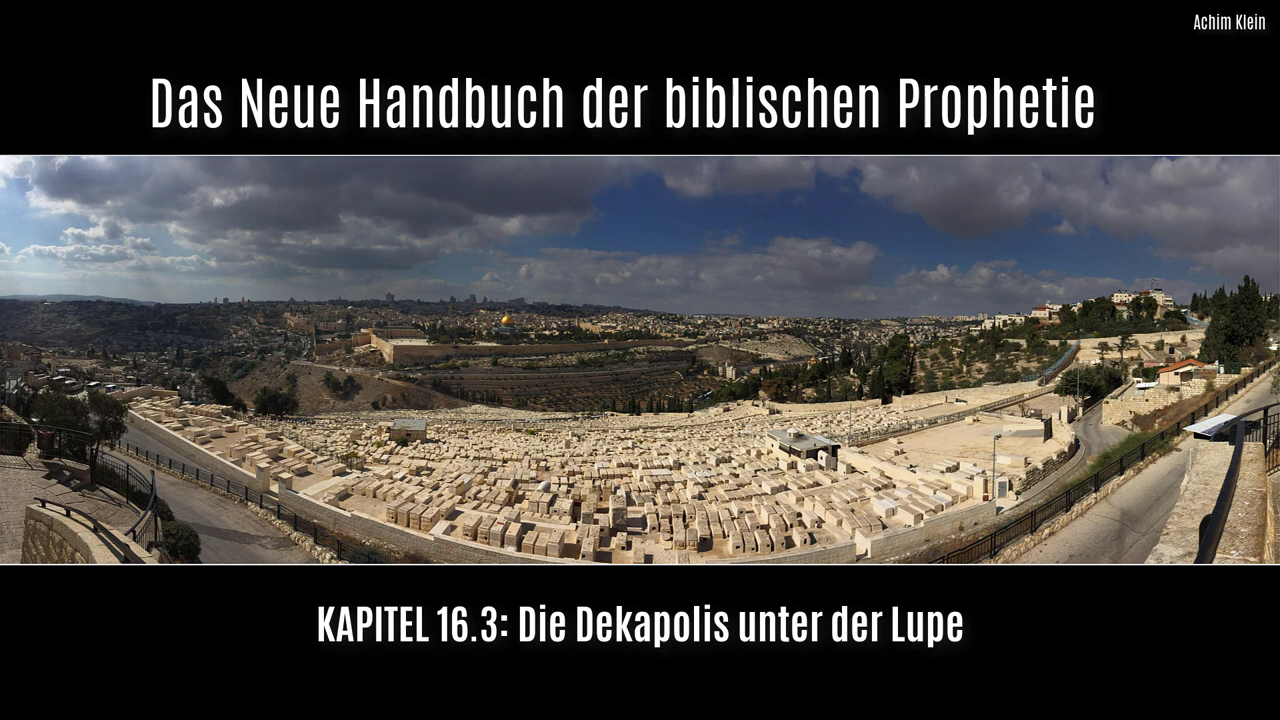 Achim Klein
Das Neue Handbuch der biblischen Prophetie
KAPITEL 16.3: Die Dekapolis unter der Lupe